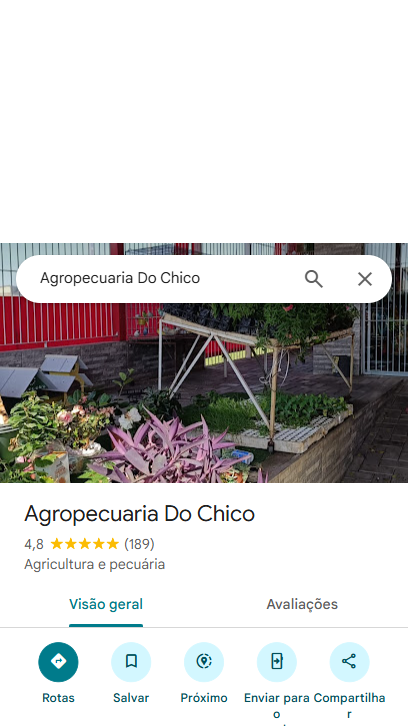 Agropecuaria Do Chico
Agropecuaria Do Chico
4,8 ★★★★★ (189)
Agricultura e pecuária
Visão geral Avaliações
Rotas Salvar Próximo Enviar para o Compartilhar